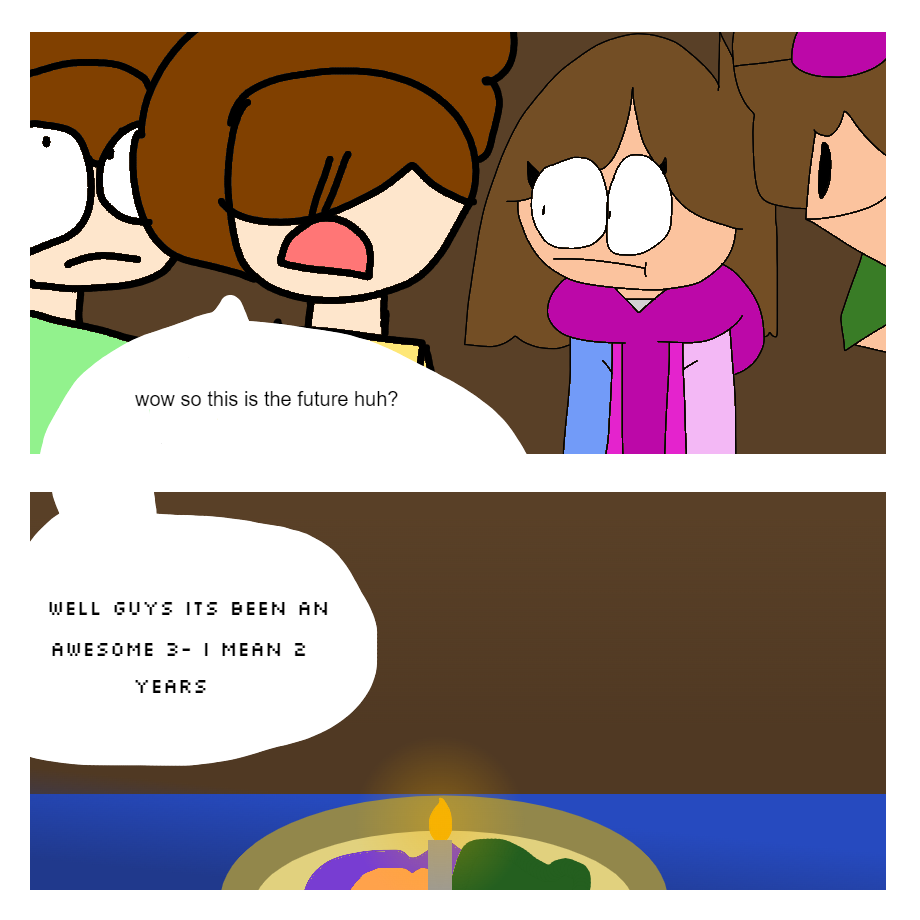 wow so this is the future huh?
WELL GUYS ITS BEEN AN
AWESOME 3- I MEAN 2
YEARS